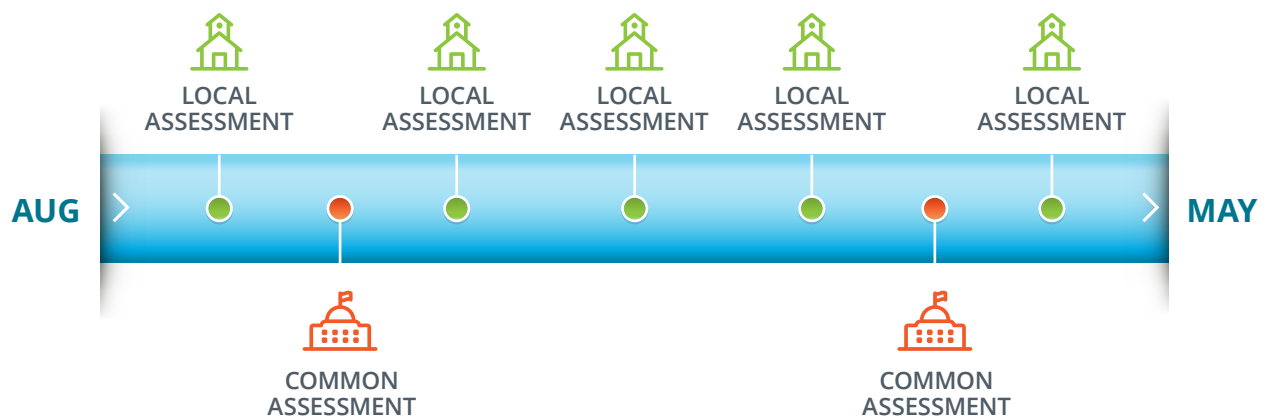 LOCAL
ASSESSMENT
LOCAL
ASSESSMENT
LOCAL
ASSESSMENT
LOCAL
ASSESSMENT
LOCAL
ASSESSMENT
AUG
MAY
COMMON
ASSESSMENT
COMMON
ASSESSMENT